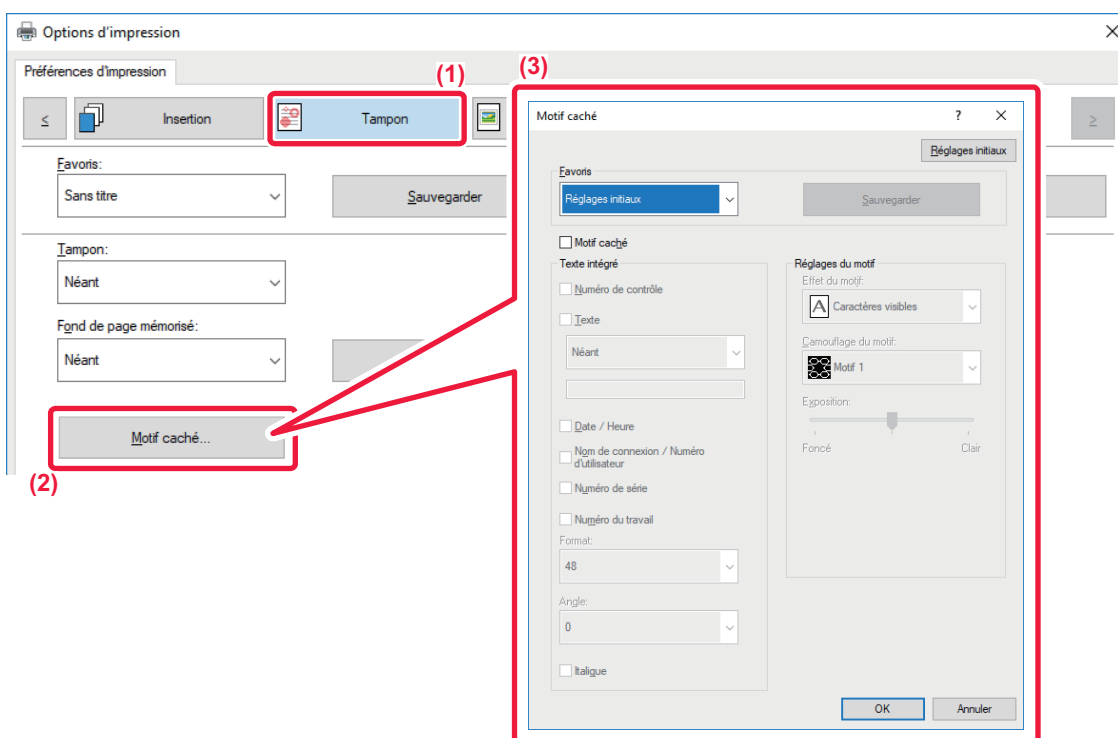 Options d'impression
Préférences d'impression
(1)
(3)
<
Insertion
Tampon
>
Favoris:
Sans titre
Sauvegarder
Tampon:
Néant
Fond de page mémorisé:
Néant
Motif caché...
(2)
Motif caché
?
Réglages initiaux
Favoris
Réglages initiaux
Sauvegarder
Motif caché
Texte intégré
Numéro de contrôle
Texte
Néant
Date / Heure
Nom de connexion / Numéro
d'utilisateur
Numéro de série
Numéro du travail
Format:
48
Angle:
0
Italique
Réglages du motif
Effet du motif:
A
Caractères visibles
Camouflage du motif:
Motif 1
Exposition:
Foncé
Clair
OK
Annuler